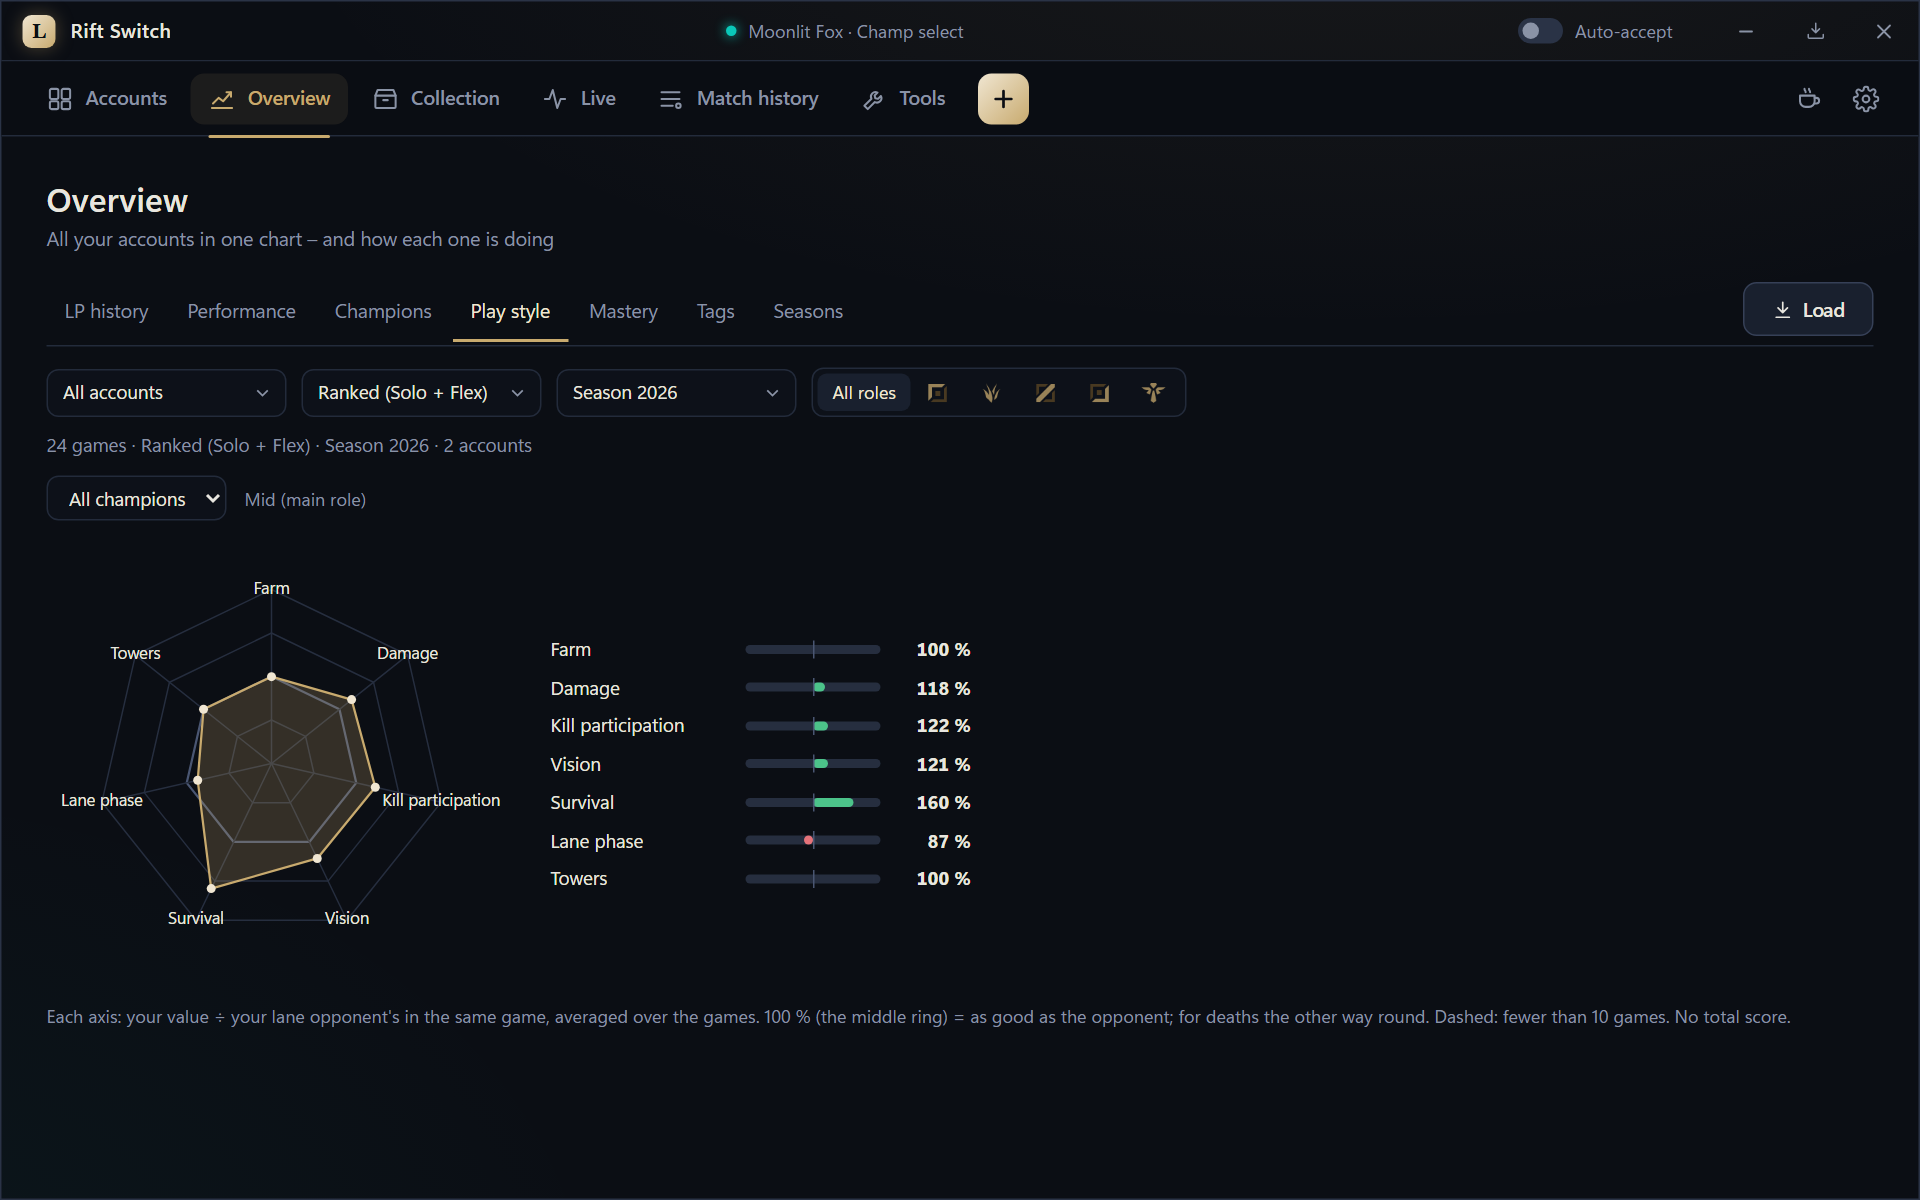 L Rift Switch
Moonlit Fox · Champ select
Auto-accept
Accounts
Overview
Collection
Live
Match history
Tools
Overview
All your accounts in one chart – and how each one is doing
LP history
Performance
Champions
Play style
Mastery
Tags
Seasons
Load
All accounts
Ranked (Solo + Flex)
Season 2026
All roles
24 games · Ranked (Solo + Flex) · Season 2026 · 2 accounts
All champions
Mid (main role)
Farm
Towers
Damage
Lane phase
Kill participation
Survival
Vision
Farm 100 %
Damage 118 %
Kill participation 122 %
Vision 121 %
Survival 160 %
Lane phase 87 %
Towers 100 %
Each axis: your value ÷ your lane opponent's in the same game, averaged over the games. 100 % (the middle ring) = as good as the opponent; for deaths the other way round. Dashed: fewer than 10 games. No total score.